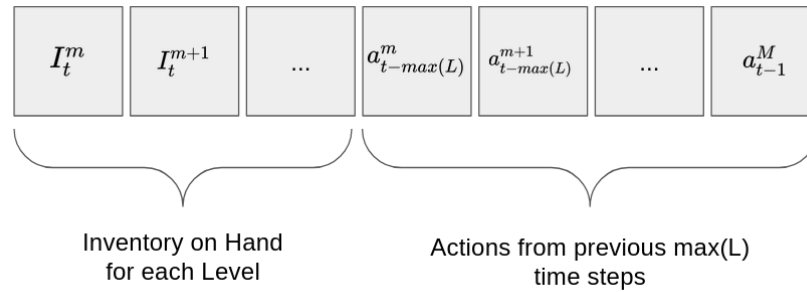 $I_t^m$ $I_t^{m+1}$ ... $a_{t-max(L)}^m$ $a_{t-max(L)}^{m+1}$ ... $a_{t-1}^M$
Inventory on Hand
for each Level
Actions from previous max(L)
time steps